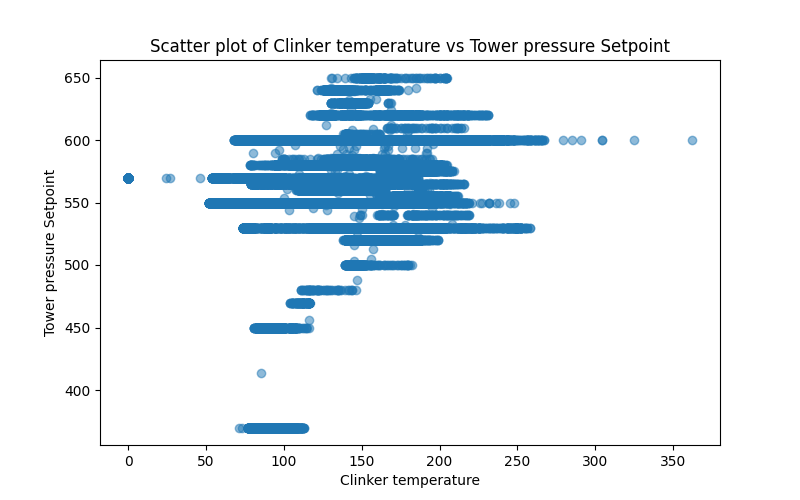 Scatter plot of Clinker temperature vs Tower pressure Setpoint
Tower pressure Setpoint
650
600
550
500
450
400
0 50 100 150 200 250 300 350
Clinker temperature